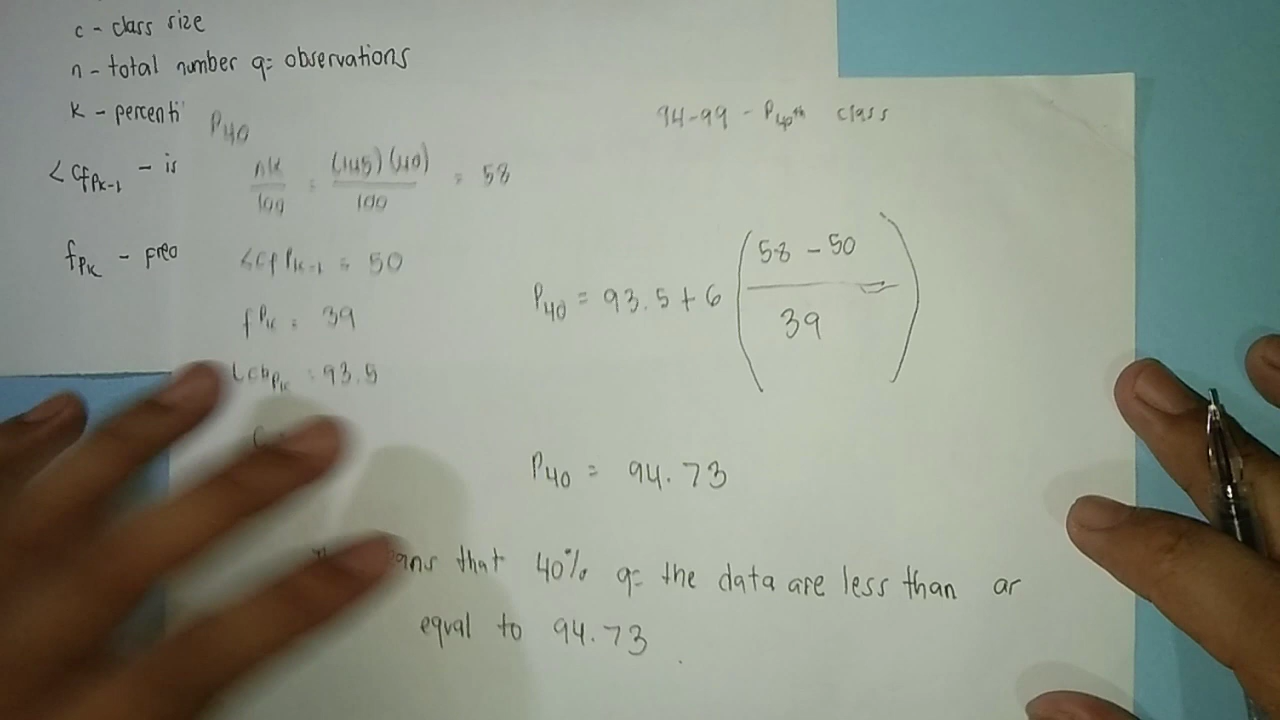 c - class size
n - total number of observations
k - percenti
<cf Pk-1 - is
fPk - freq
P40
nk/100 = (145)(40)/100 = 58
<cf Pk-1 = 50
fPk = 39
LCbPk = 93.5
94-99 - P40th class
P40 = 93.5 + 6 (58 - 50 / 39)
P40 = 94.73
that 40% of the data are less than or
equal to 94.73.